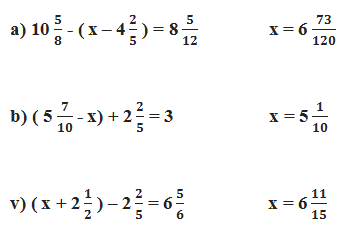 a) 10 5/8 - ( x – 4 2/5 ) = 8 5/12 x = 6 73/120
b) ( 5 7/10 - x) + 2 2/5 = 3 x = 5 1/10
v) ( x + 2 1/2 ) – 2 2/5 = 6 5/6 x = 6 11/15